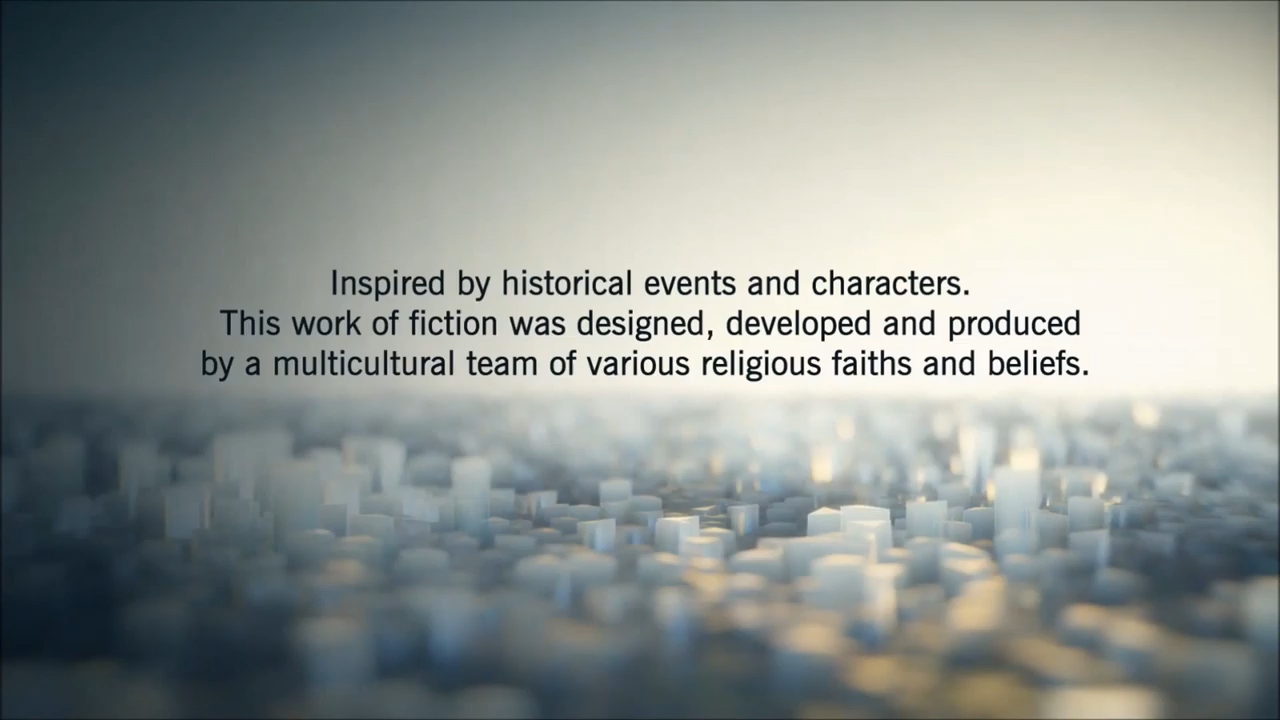 Inspired by historical events and characters.
This work of fiction was designed, developed and produced
by a multicultural team of various religious faiths and beliefs.